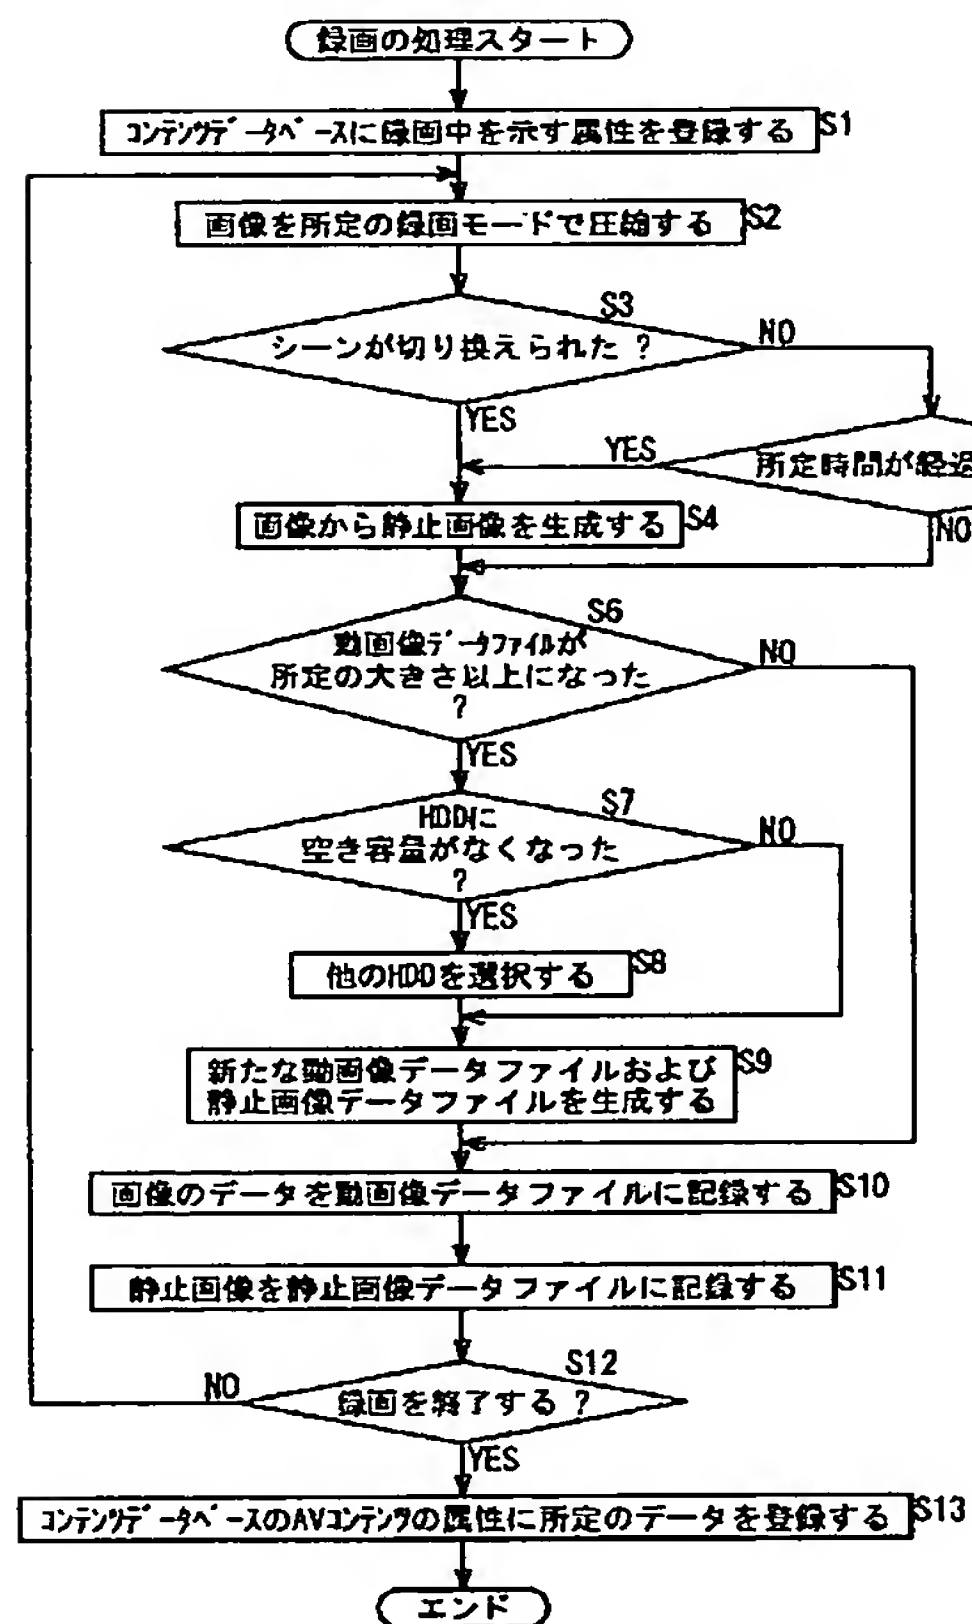 録画の処理スタート
コンテンツデータベースに録画中を示す属性を登録する
S1
画像を所定の録画モードで圧縮する
S2
S3
シーンが切り換えられた ?
NO
YES
YES
所定時間が経過
画像から静止画像を生成する
S4
NO
S6
動画像データファイルが
所定の大きさ以上になった
?
NO
YES
S7
HDDに
空き容量がなくなった
?
NO
YES
他のHDDを選択する
S8
新たな動画像データファイルおよび
静止画像データファイルを生成する
S9
画像のデータを動画像データファイルに記録する
S10
静止画像を静止画像データファイルに記録する
S11
S12
録画を終了する ?
NO
YES
コンテンツデータベースのAVコンテンツの属性に所定のデータを登録する
S13
エンド